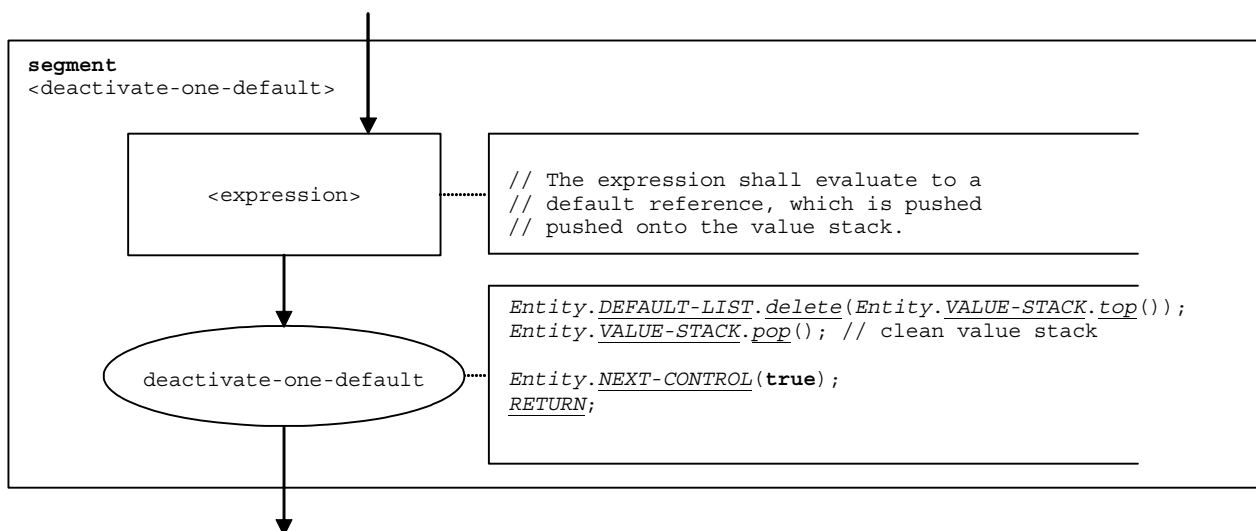 segment
<deactivate-one-default>
<expression>
// The expression shall evaluate to a
// default reference, which is pushed
// pushed onto the value stack.
deactivate-one-default
Entity.DEFAULT-LIST.delete(Entity.VALUE-STACK.top());
Entity.VALUE-STACK.pop(); // clean value stack
Entity.NEXT-CONTROL(true);
RETURN;